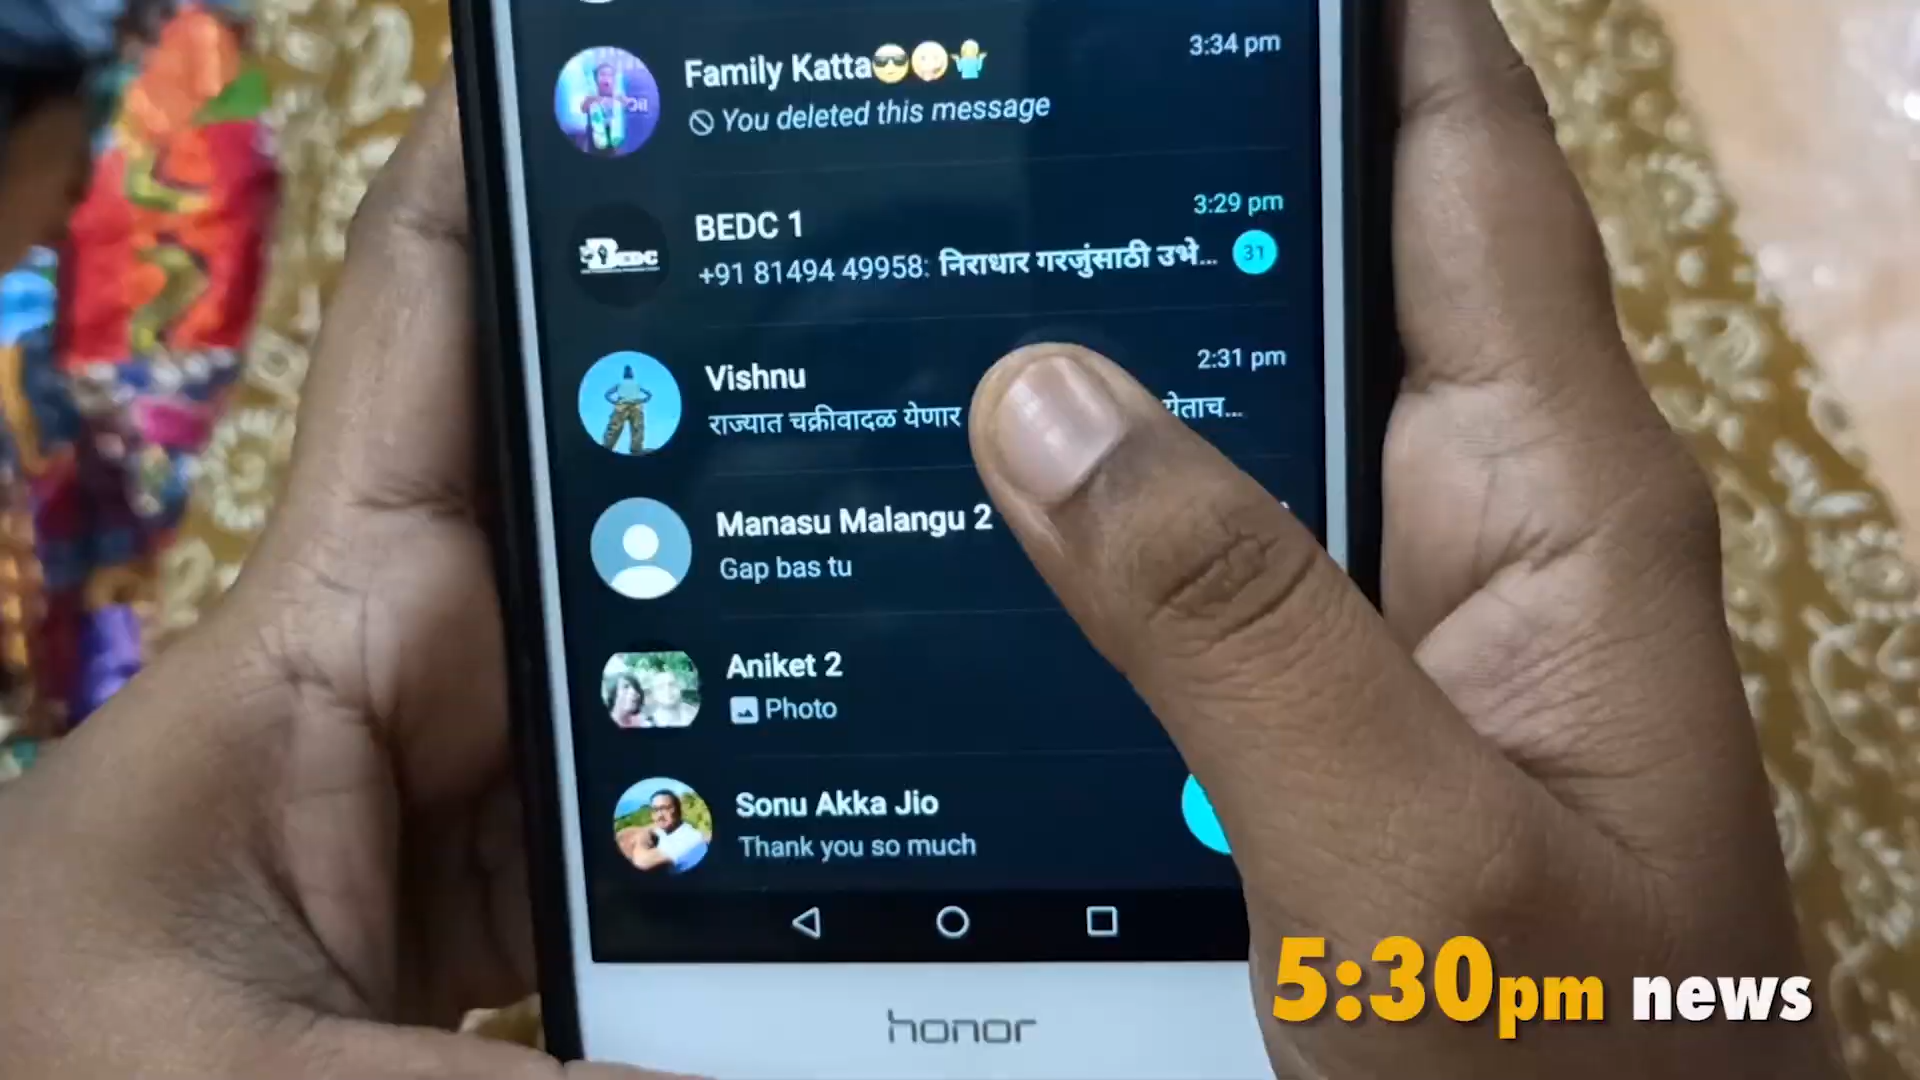 Family Katta😎😜🤷‍♂️
3:34 pm
You deleted this message
BEDC 1
3:29 pm
+91 81494 49958: निराधार गरजुंसाठी उभे...
31
Vishnu
2:31 pm
राज्यात चक्रीवादळ येणार
येताच...
Manasu Malangu 2
Gap bas tu
Aniket 2
Photo
Sonu Akka Jio
Thank you so much
honor
5:30pm news